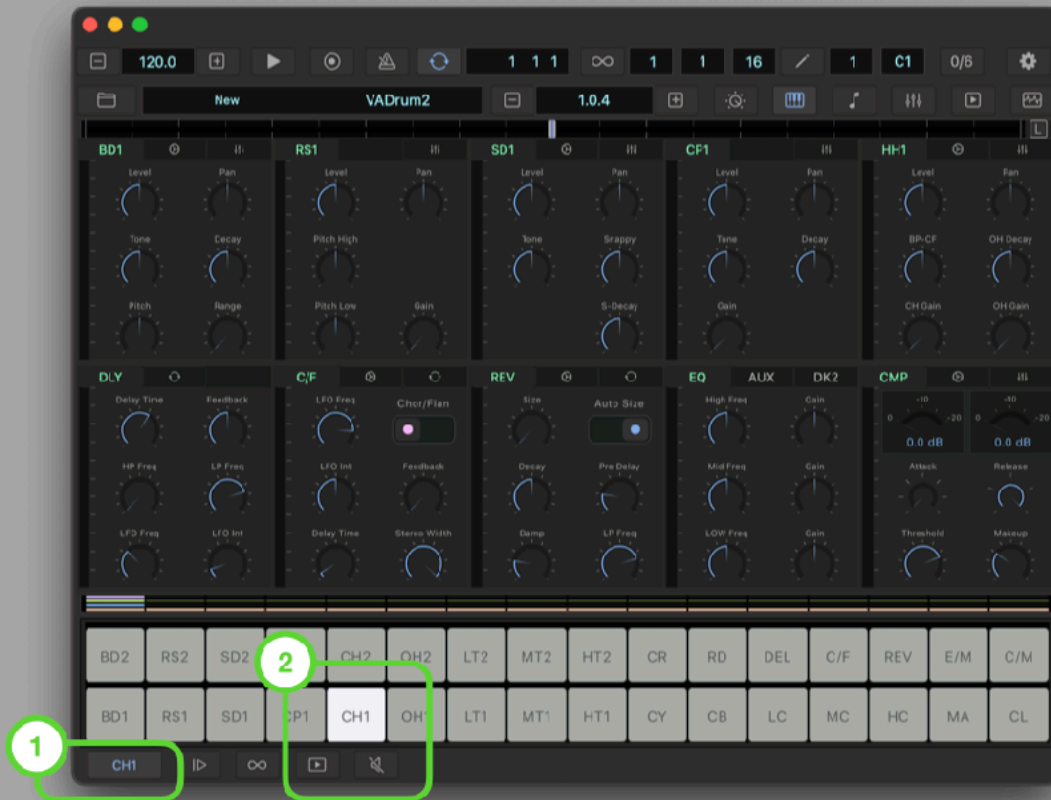 120.0 1 1 1 1 1 16 1 C1 0/6
New VADrum2 1.0.4
L
BD1 RS1 SD1 CP1 HH1
Level Pan Level Pan Level Pan Level Pan Level Pan
Tone Decay Pitch High Tone Snappy Tone Decay BP-CF OH Decay
Pitch Range Pitch Low Gain S-Decay Gain CH Gain OH Gain
DLY C/F REV EQ AUX DK2 CMP
Delay Time Feedback LFO Freq Chor/Flan Size Auto Size High Freq Gain -10 -10
0 -20 0 -20
0.0 dB 0.0 dB
HP Freq LP Freq LFO Int Feedback Decay Pre Delay Mid Freq Gain Attack Release
LFO Freq LFO Int Delay Time Stereo Width Damp LP Freq LOW Freq Gain Threshold Makeup
BD2 RS2 SD2 2 CH2 OH2 LT2 MT2 HT2 CR RD DEL C/F REV E/M C/M
BD1 RS1 SD1 CP1 CH1 OH1 LT1 MT1 HT1 CY CB LC MC HC MA CL
1
CH1